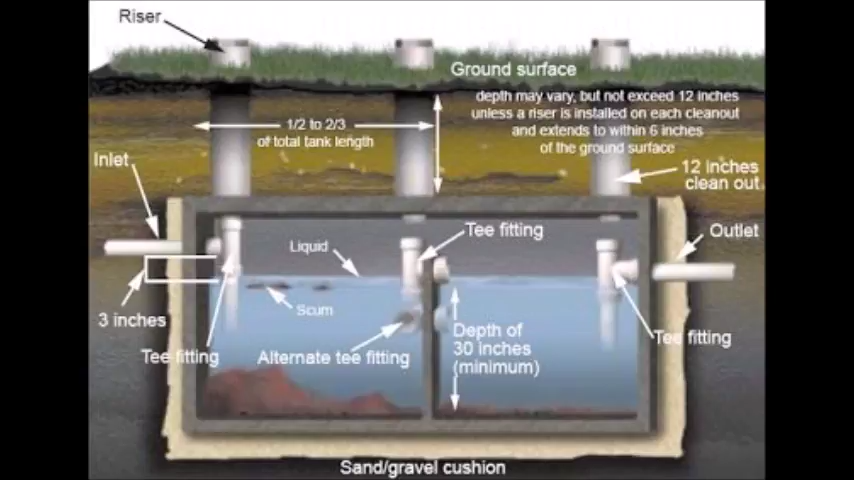 Riser
Ground surface
depth may vary, but not exceed 12 inches
unless a riser is installed on each cleanout
and extends to within 6 inches
of the ground surface
1/2 to 2/3
of total tank length
Inlet
12 inches
clean out
Outlet
Tee fitting
Liquid
Scum
3 inches
Tee fitting
Alternate tee fitting
Depth of
30 inches
(minimum)
Tee fitting
Sand/gravel cushion